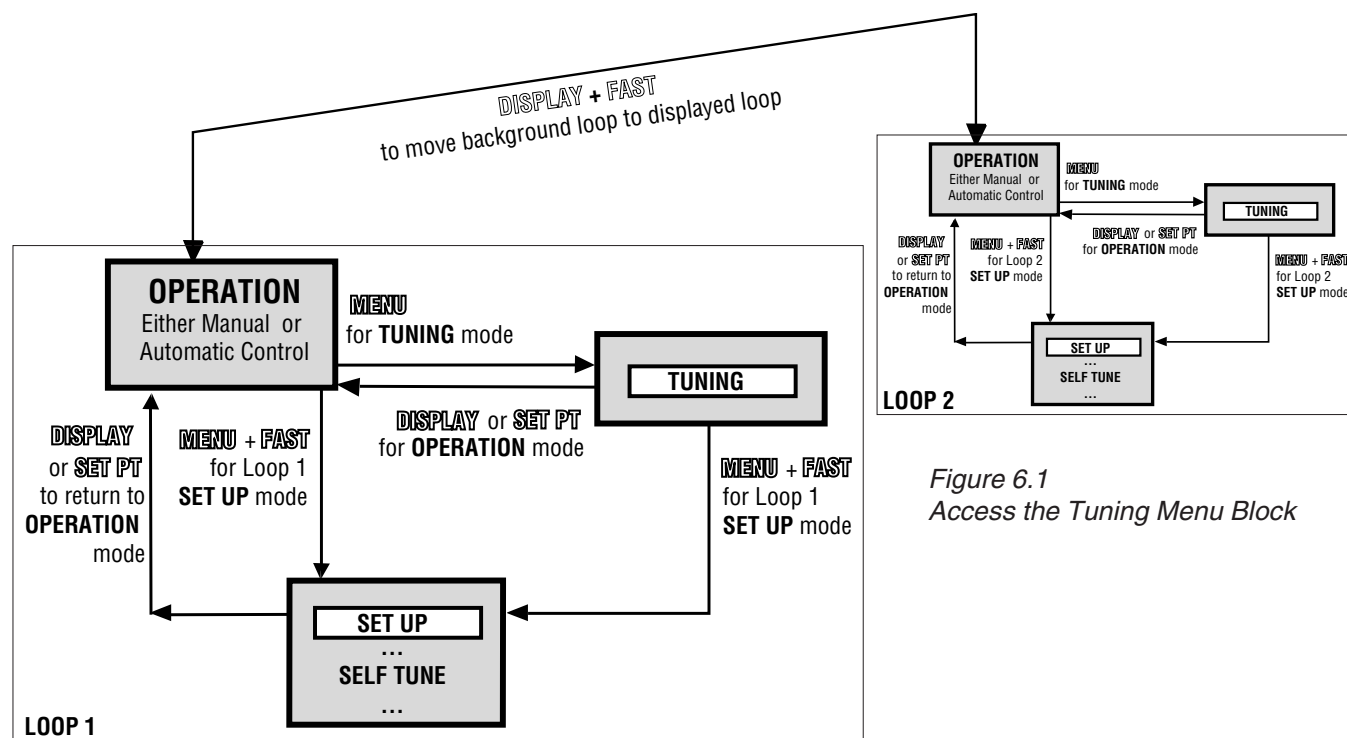 DISPLAY + FAST
to move background loop to displayed loop
OPERATION
Either Manual or
Automatic Control
MENU
for TUNING mode
TUNING
DISPLAY or SET PT
for OPERATION mode
DISPLAY
or SET PT
to return to
OPERATION
mode
MENU + FAST
for Loop 1
SET UP mode
MENU + FAST
for Loop 1
SET UP mode
SET UP
...
SELF TUNE
...
LOOP 1
OPERATION
Either Manual or
Automatic Control
MENU
for TUNING mode
TUNING
DISPLAY or SET PT
for OPERATION mode
DISPLAY
or SET PT
to return to
OPERATION
mode
MENU + FAST
for Loop 2
SET UP mode
MENU + FAST
for Loop 2
SET UP mode
SET UP
...
SELF TUNE
...
LOOP 2
Figure 6.1
Access the Tuning Menu Block